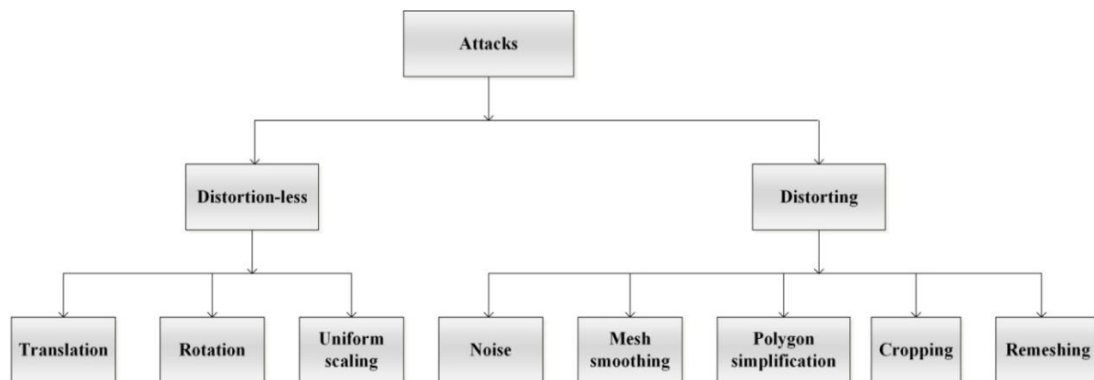 Attacks
Distortion-less
Distorting
Translation
Rotation
Uniform
scaling
Noise
Mesh
smoothing
Polygon
simplification
Cropping
Remeshing